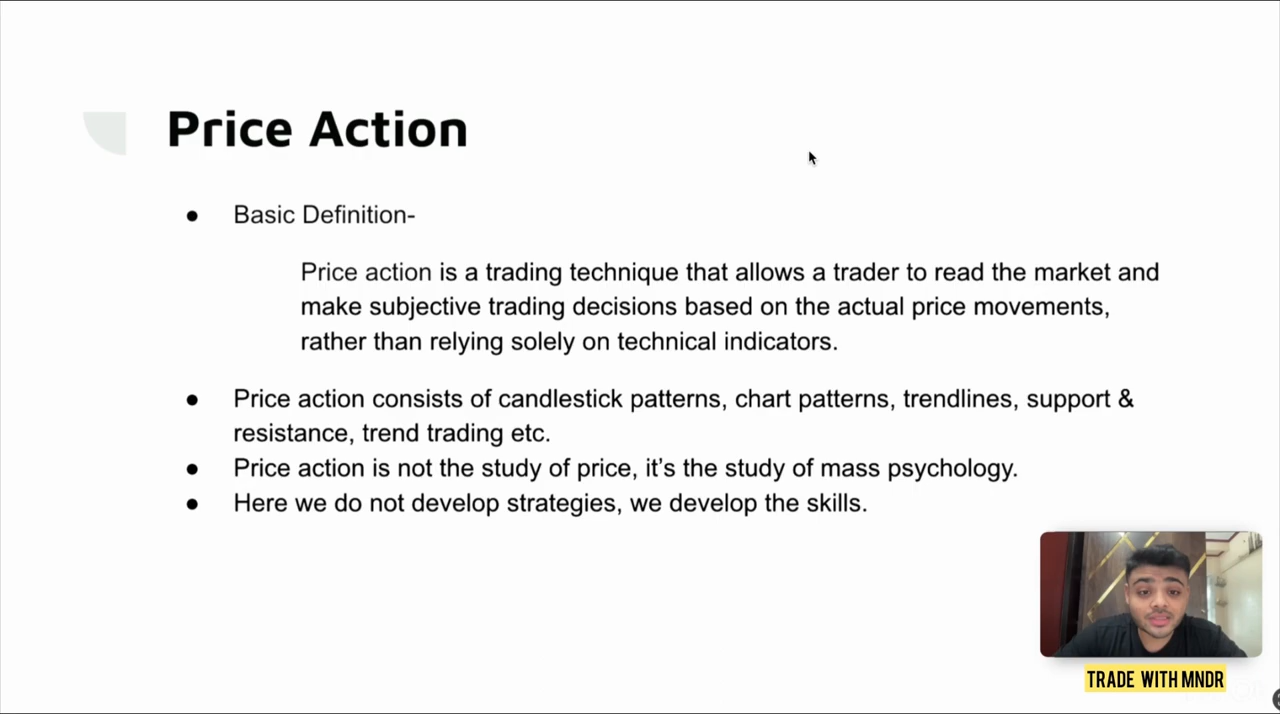 Price Action
● Basic Definition-
Price action is a trading technique that allows a trader to read the market and
make subjective trading decisions based on the actual price movements,
rather than relying solely on technical indicators.
● Price action consists of candlestick patterns, chart patterns, trendlines, support &
resistance, trend trading etc.
● Price action is not the study of price, it's the study of mass psychology.
● Here we do not develop strategies, we develop the skills.
TRADE WITH MNDR